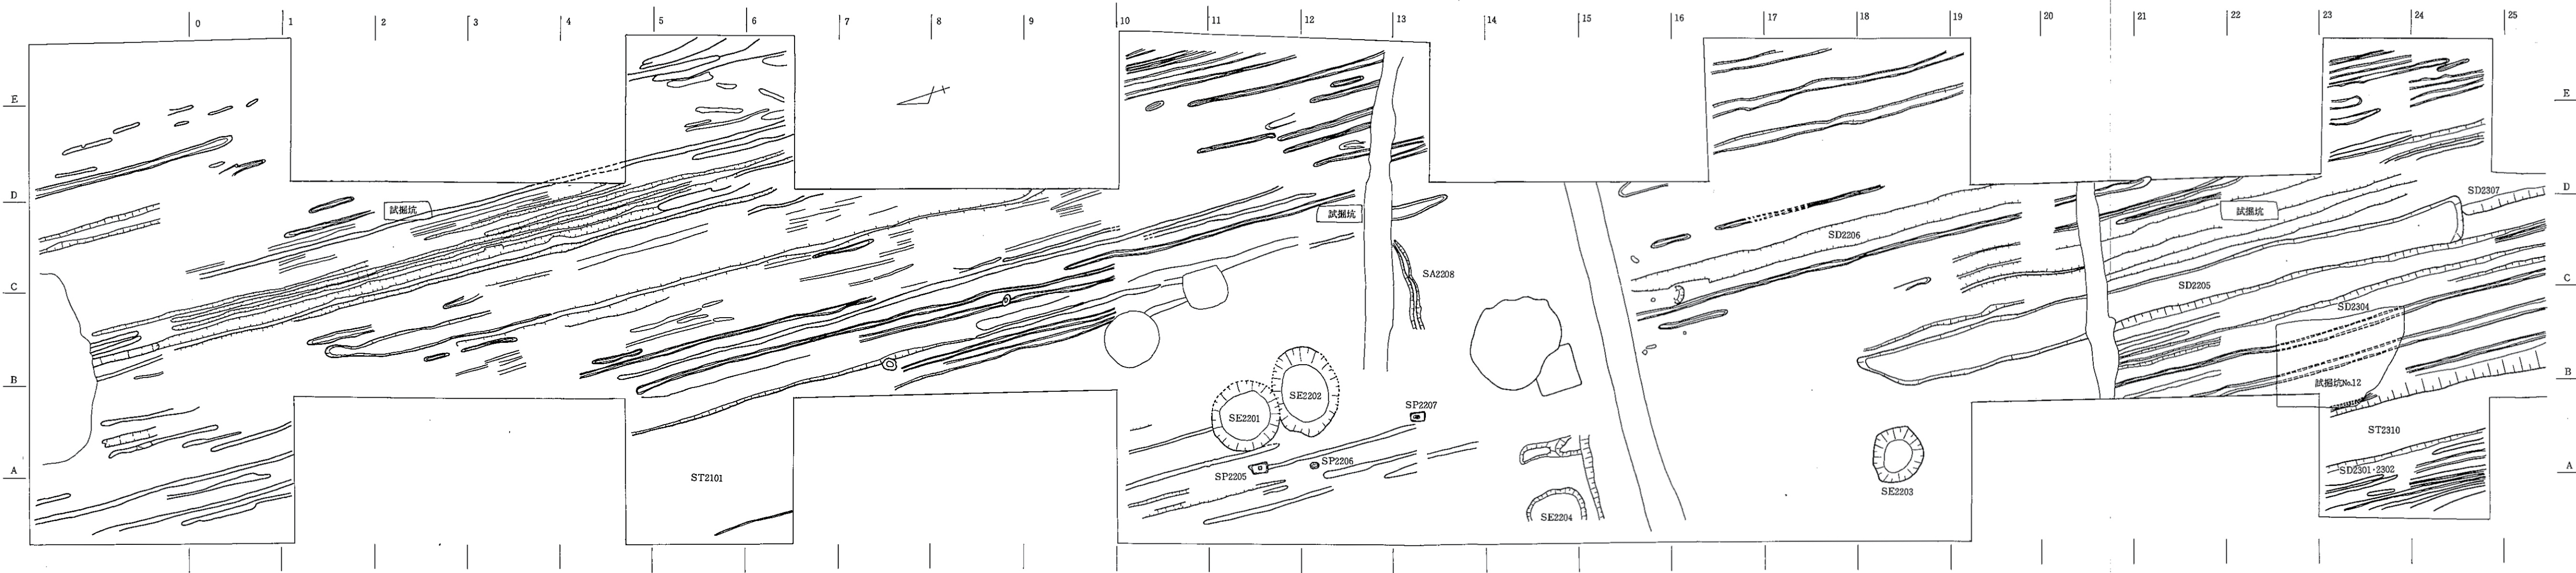 0 1 2 3 4 5 6 7 8 9 10 11 12 13 14 15 16 17 18 19 20 21 22 23 24 25
E E
D 試掘坑 試掘坑 試掘坑 SD2307 D
SD2206
C SA2208 SD2205 C
SD2304
B SE2202 試掘坑No.12 B
SE2201 SP2207
ST2310
A SP2206 SD2301・2302 A
ST2101 SP2205
SE2203
SE2204